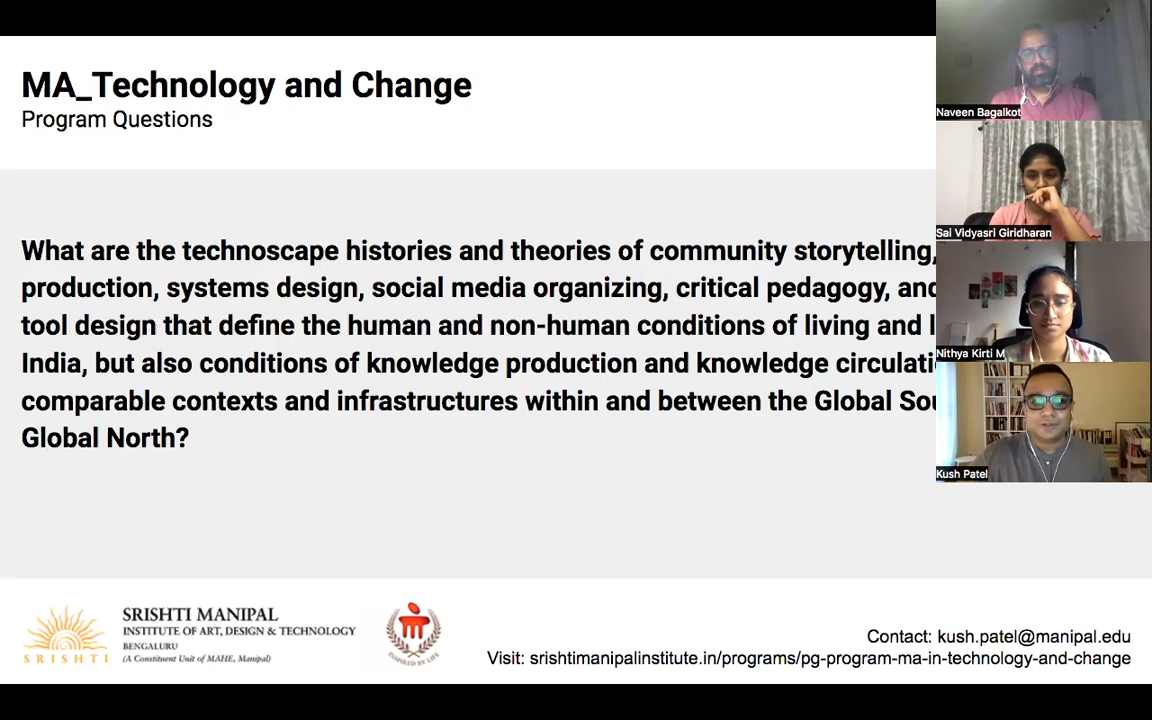 MA_Technology and Change
Program Questions
What are the technoscape histories and theories of community storytelling,
production, systems design, social media organizing, critical pedagogy, and
tool design that define the human and non-human conditions of living and
India, but also conditions of knowledge production and knowledge
comparable contexts and infrastructures within and between the Global
Global North?
SRISHTI MANIPAL
INSTITUTE OF ART, DESIGN & TECHNOLOGY
BENGALURU
(A Constituent Unit of MAHE, Manipal)
SRISHTI
INSPIRED BY LIFE
Contact: kush.patel@manipal.edu
Visit: srishtimanipalinstitute.in/programs/pg-program-ma-in-technology-and-change
Naveen Bagalkot
Sai Vidyasri Giridharan
Nithya Kirti M
Kush Patel